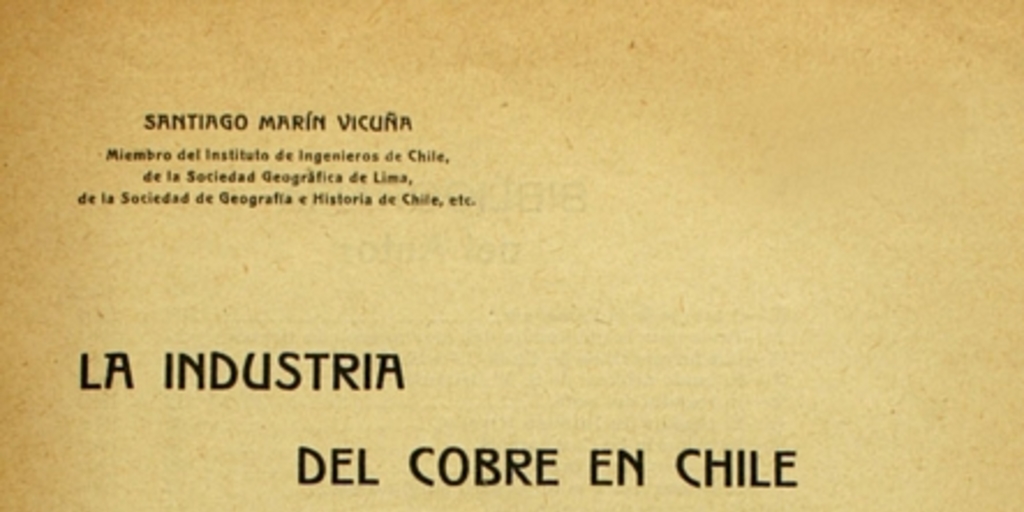 SANTIAGO MARÍN VICUÑA
Miembro del Instituto de Ingenieros de Chile,
de la Sociedad Geográfica de Lima,
de la Sociedad de Geografía e Historia de Chile, etc.
LA INDUSTRIA
DEL COBRE EN CHILE